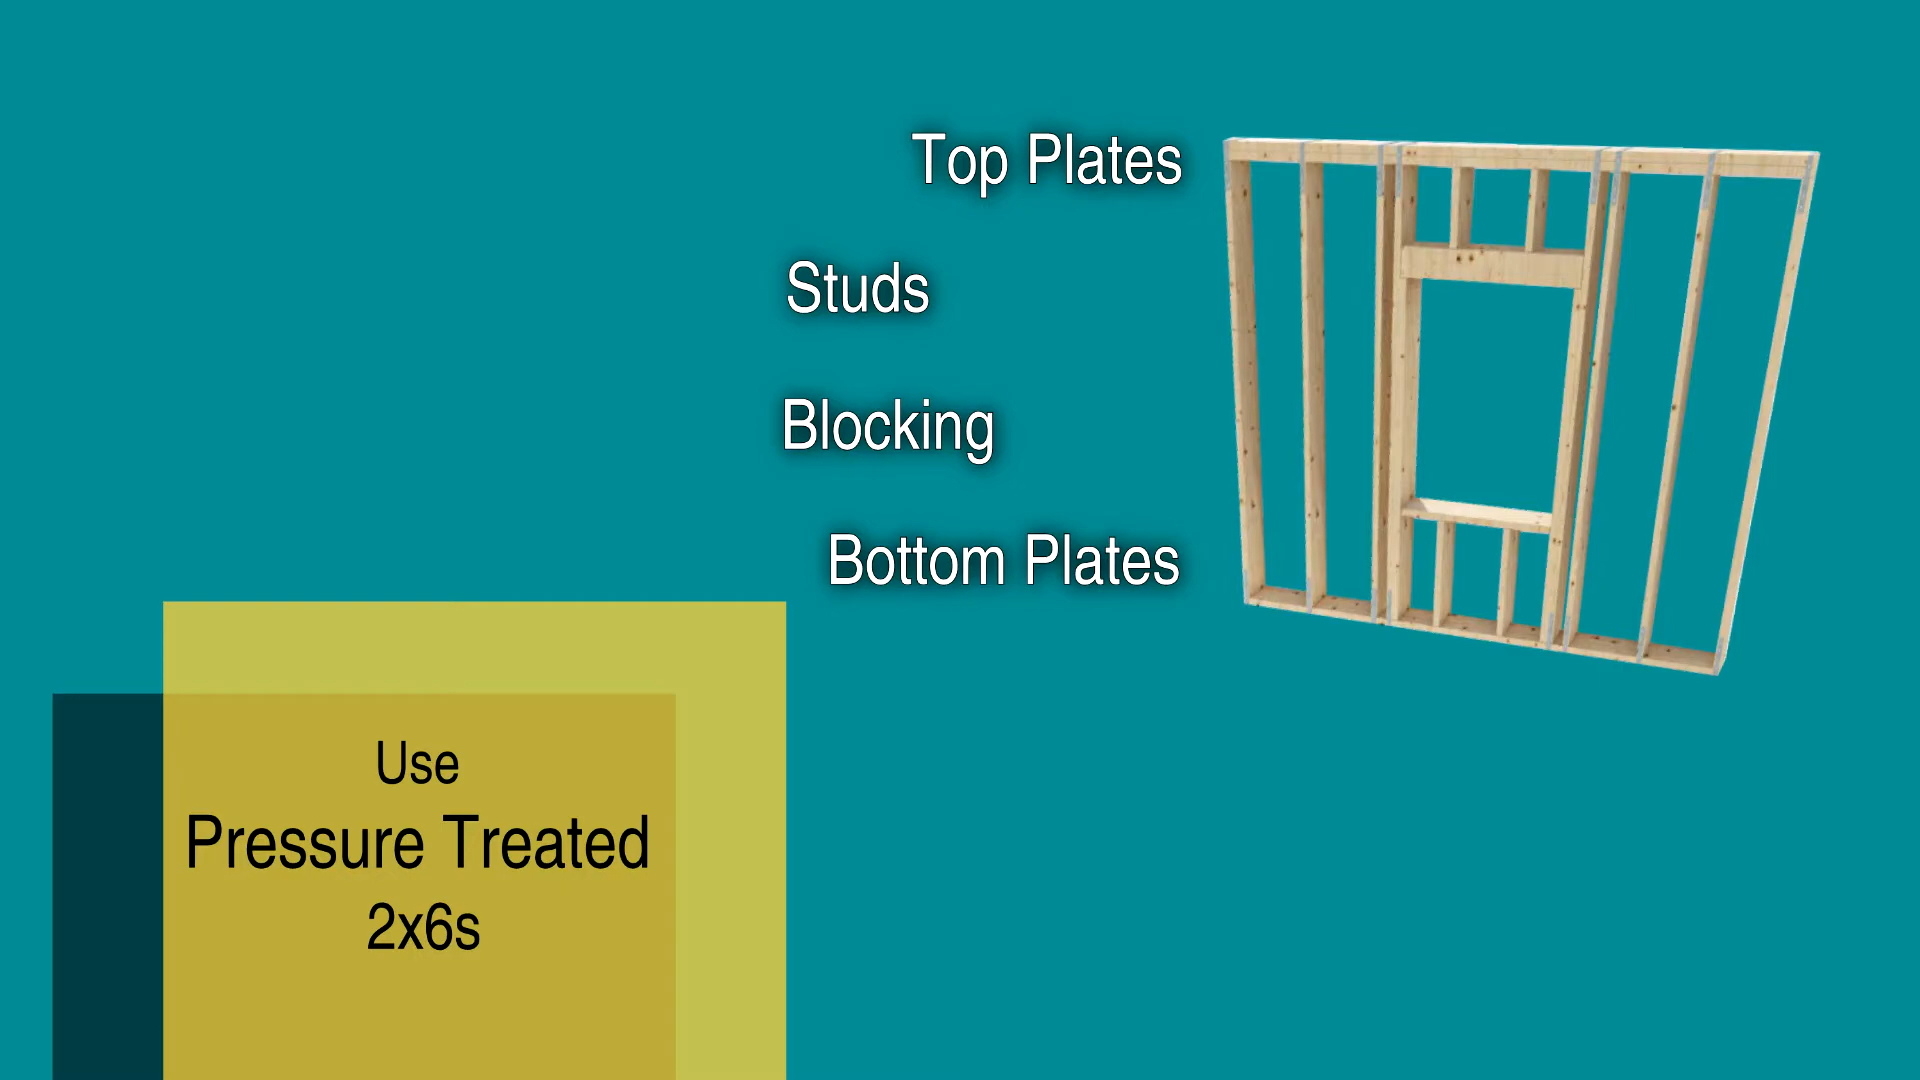 Top Plates
Studs
Blocking
Bottom Plates
Use
Pressure Treated
2x6s